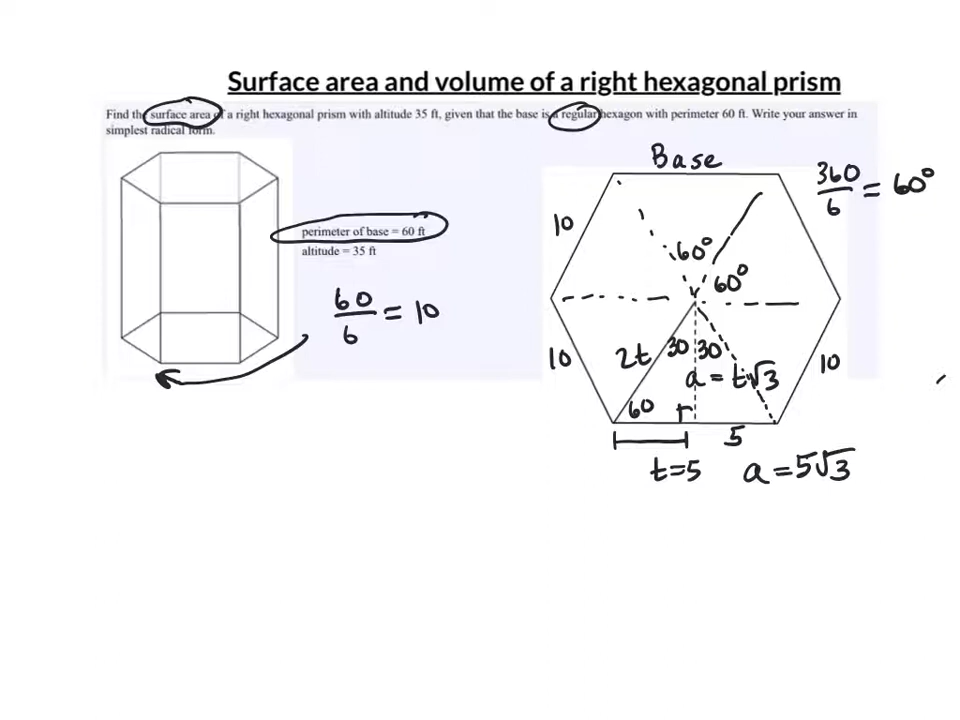 Surface area and volume of a right hexagonal prism
Find the surface area of a right hexagonal prism with altitude 35 ft, given that the base is a regular hexagon with perimeter 60 ft. Write your answer in
simplest radical form.
perimeter of base = 60 ft
altitude = 35 ft
60/6 = 10
Base
360/6 = 60°
10
60°
60°
10
2t
30
30
10
a = t√3
60
5
t=5
a = 5√3